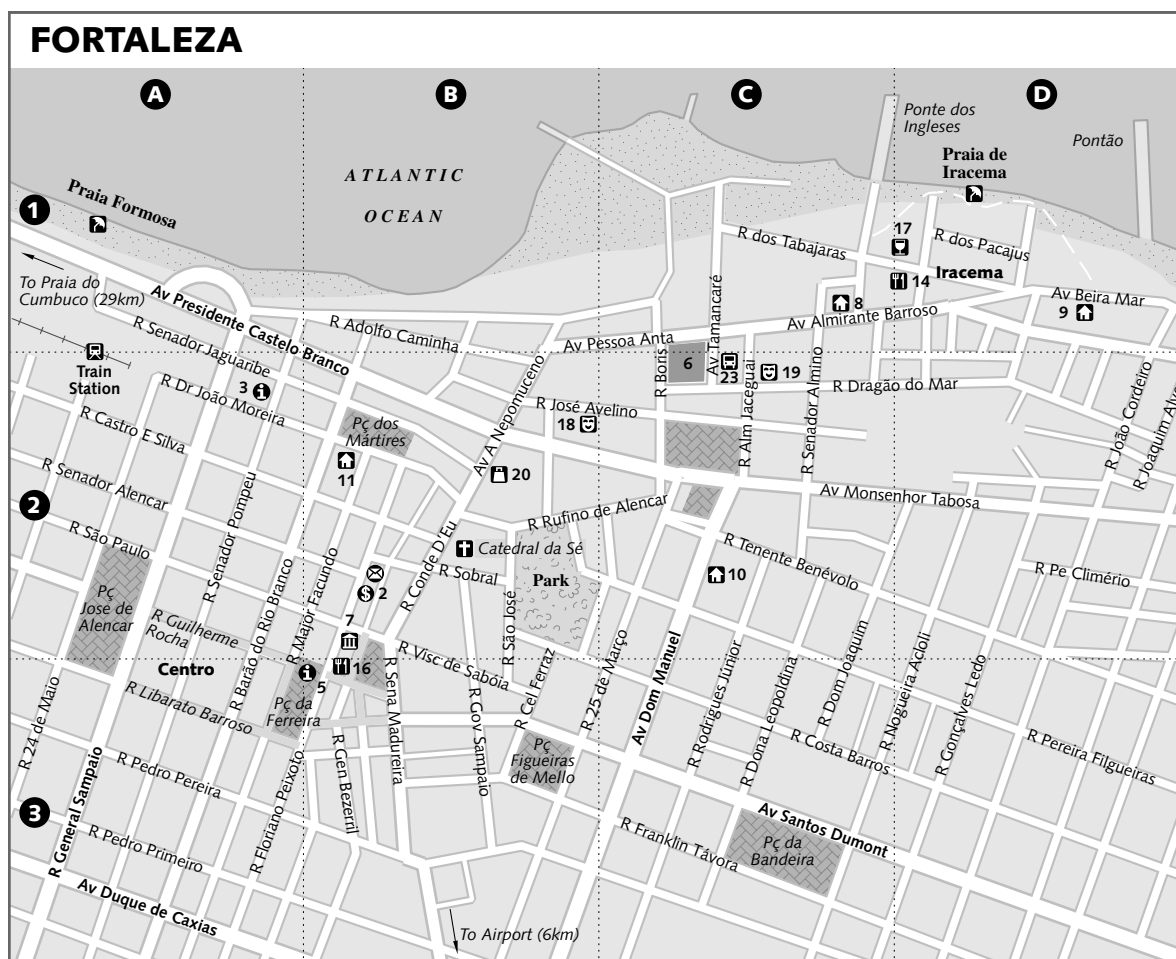 FORTALEZA
A
B
C
D
Ponte dos
Ingleses
Pontão
Praia de
Iracema
ATLANTIC
OCEAN
Praia Formosa
1
17
R dos Tabajaras
R dos Pacajus
Iracema
14
To Praia do
Cumbuco (29km)
Av Presidente Castelo Branco
R Adolfo Caminha
Av Tamancaré
8
Av Beira Mar
9
Av Almirante Barroso
R Senador Jaguaribe
Av Pessoa Anta
Train
Station
3
R Dr João Moreira
R Boris
6
23
19
R Alm Jaceguai
R Senador Almino
R Dragão do Mar
R João Cordeiro
R Joaquim Alv
R Castro E Silva
Pç dos
Mártires
Av A Nepomuceno
R José Avelino
18
11
20
R Senador Alencar
2
R Senador Pompeu
Av Monsenhor Tabosa
R Rufino de Alencar
R São Paulo
R Conde D'Eu
Catedral da Sé
R Tenente Benévolo
Pç
José de
Alencar
R Sobral
Park
10
R Pe Climério
2
R Guilherme
Rocha
R Barão do Rio Branco
R Major Facundo
7
R São José
Centro
16
5
R Visc de Sabóia
R Libarato Barroso
Pç da
Ferreira
R Sena Madureira
R Gov Sampaio
R Cel Ferraz
R 25 de Março
Av Dom Manuel
R Rodrigues Júnior
R Dona Leopoldina
R Dom Joaquim
R Nogueira Acioli
R Gonçalves Ledo
R 24 de Maio
R General Sampaio
R Pedro Pereira
R Floriano Peixoto
R Gen Bezerril
Pç
Figueiras
de Mello
R Costa Barros
R Pereira Filgueiras
3
R Pedro Primeiro
Av Santos Dumont
R Franklin Távora
Pç da
Bandeira
Av Duque de Caxias
To Airport (6km)